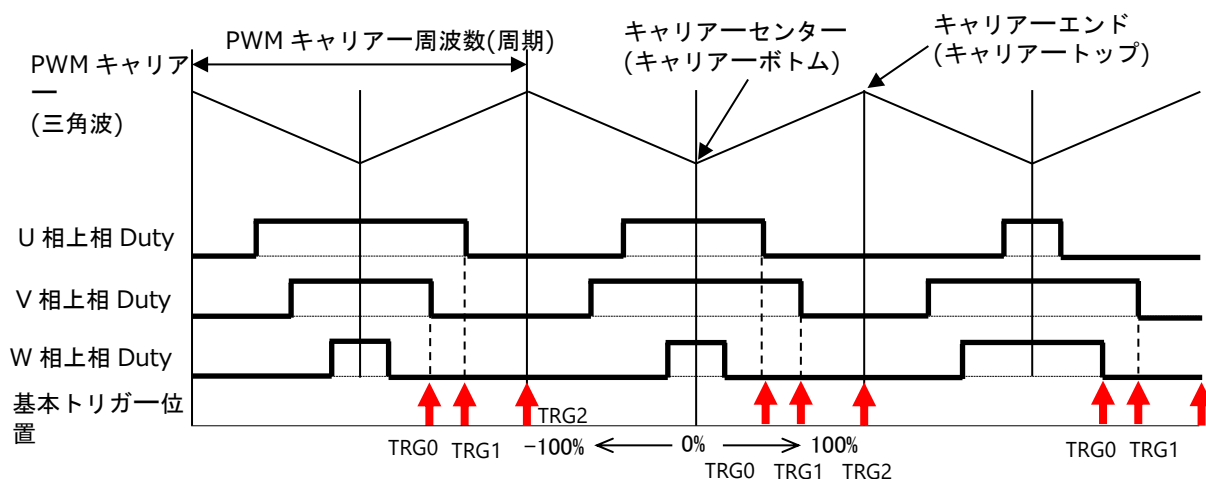 PWM キャリアー周波数(周期)
キャリアーセンター
(キャリアーボトム)
キャリアーエンド
(キャリアートップ)
PWM キャリア
ー
(三角波)
U 相上相 Duty
V 相上相 Duty
W 相上相 Duty
基本トリガー位
置
TRG0
TRG1
TRG2
-100%
0%
100%
TRG0
TRG1
TRG2
TRG0
TRG1